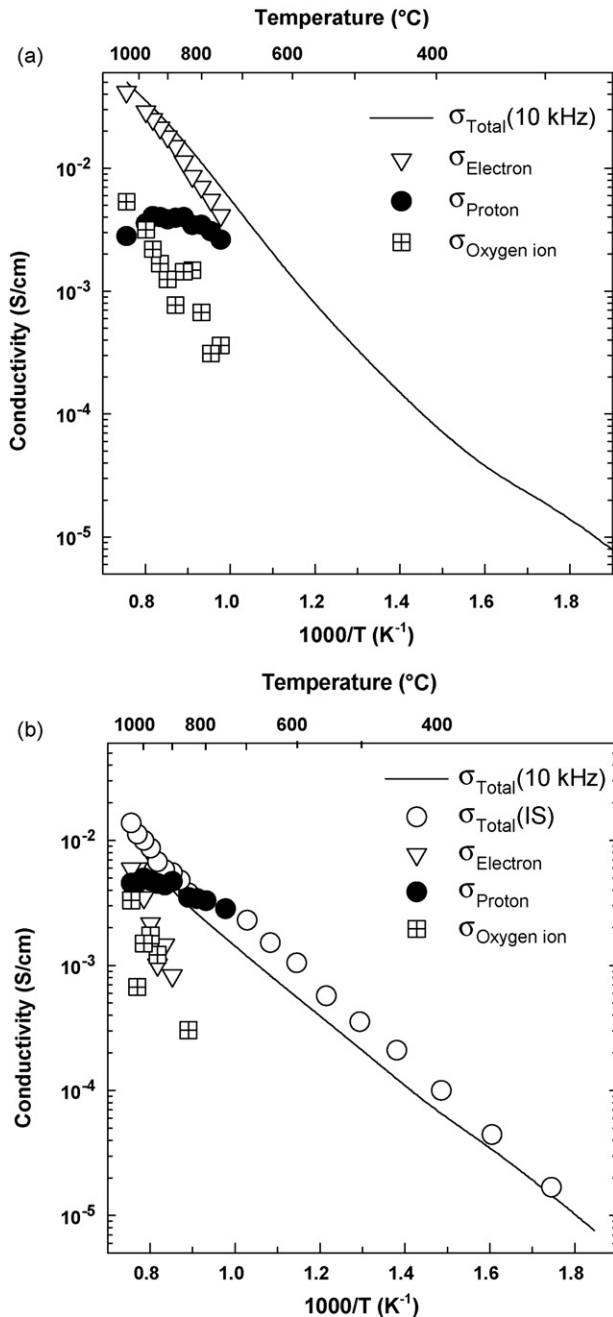 Temperature (°C)
(a)
1000 800 600 400
σTotal(10 kHz)
σElectron
σProton
σOxygen ion
10-2
10-3
10-4
10-5
Conductivity (S/cm)
0.8 1.0 1.2 1.4 1.6 1.8
1000/T (K-1)
Temperature (°C)
(b)
1000 800 600 400
σTotal(10 kHz)
σTotal(IS)
σElectron
σProton
σOxygen ion
10-2
10-3
10-4
10-5
Conductivity (S/cm)
0.8 1.0 1.2 1.4 1.6 1.8
1000/T (K-1)